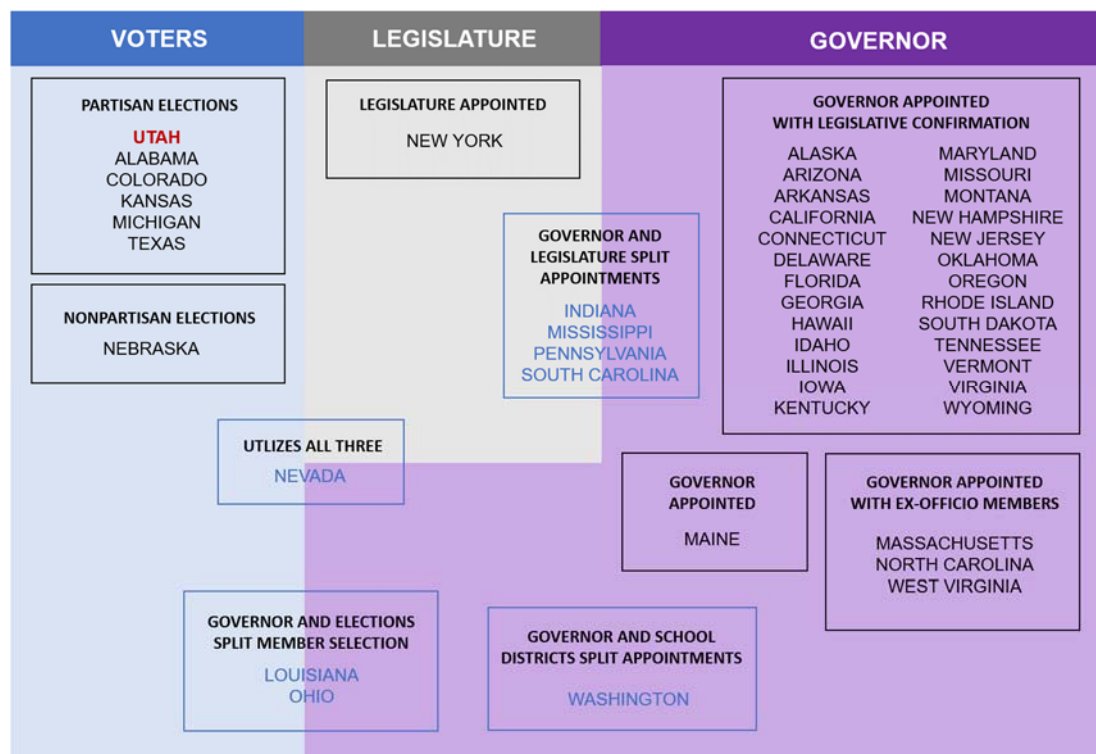 VOTERS
LEGISLATURE
GOVERNOR
PARTISAN ELECTIONS
UTAH
ALABAMA
COLORADO
KANSAS
MICHIGAN
TEXAS
NONPARTISAN ELECTIONS
NEBRASKA
LEGISLATURE APPOINTED
NEW YORK
GOVERNOR AND
LEGISLATURE SPLIT
APPOINTMENTS
INDIANA
MISSISSIPPI
PENNSYLVANIA
SOUTH CAROLINA
GOVERNOR APPOINTED
WITH LEGISLATIVE CONFIRMATION
ALASKA
ARIZONA
ARKANSAS
CALIFORNIA
CONNECTICUT
DELAWARE
FLORIDA
GEORGIA
HAWAII
IDAHO
ILLINOIS
IOWA
KENTUCKY
MARYLAND
MISSOURI
MONTANA
NEW HAMPSHIRE
NEW JERSEY
OKLAHOMA
OREGON
RHODE ISLAND
SOUTH DAKOTA
TENNESSEE
VERMONT
VIRGINIA
WYOMING
UTLIZES ALL THREE
NEVADA
GOVERNOR
APPOINTED
MAINE
GOVERNOR APPOINTED
WITH EX-OFFICIO MEMBERS
MASSACHUSETTS
NORTH CAROLINA
WEST VIRGINIA
GOVERNOR AND ELECTIONS
SPLIT MEMBER SELECTION
LOUISIANA
OHIO
GOVERNOR AND SCHOOL
DISTRICTS SPLIT APPOINTMENTS
WASHINGTON